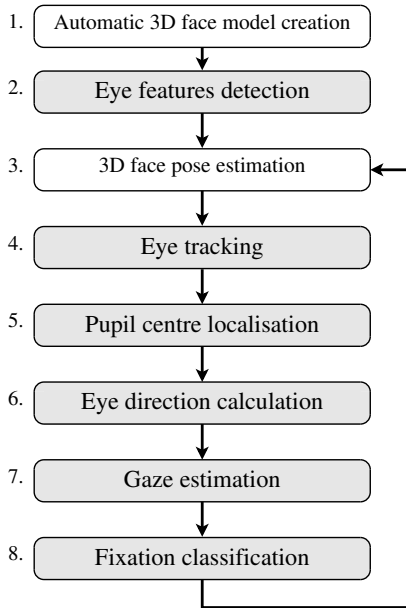 1. Automatic 3D face model creation
2. Eye features detection
3. 3D face pose estimation
4. Eye tracking
5. Pupil centre localisation
6. Eye direction calculation
7. Gaze estimation
8. Fixation classification